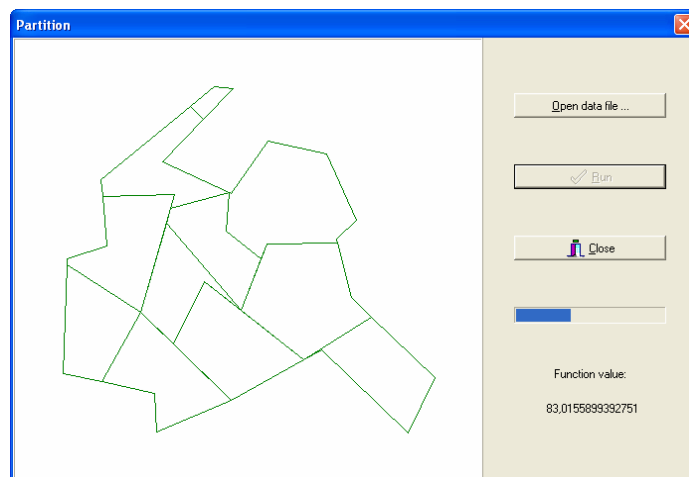 Partition
Open data file ...
Run
Close
Function value:
83,0155899392751